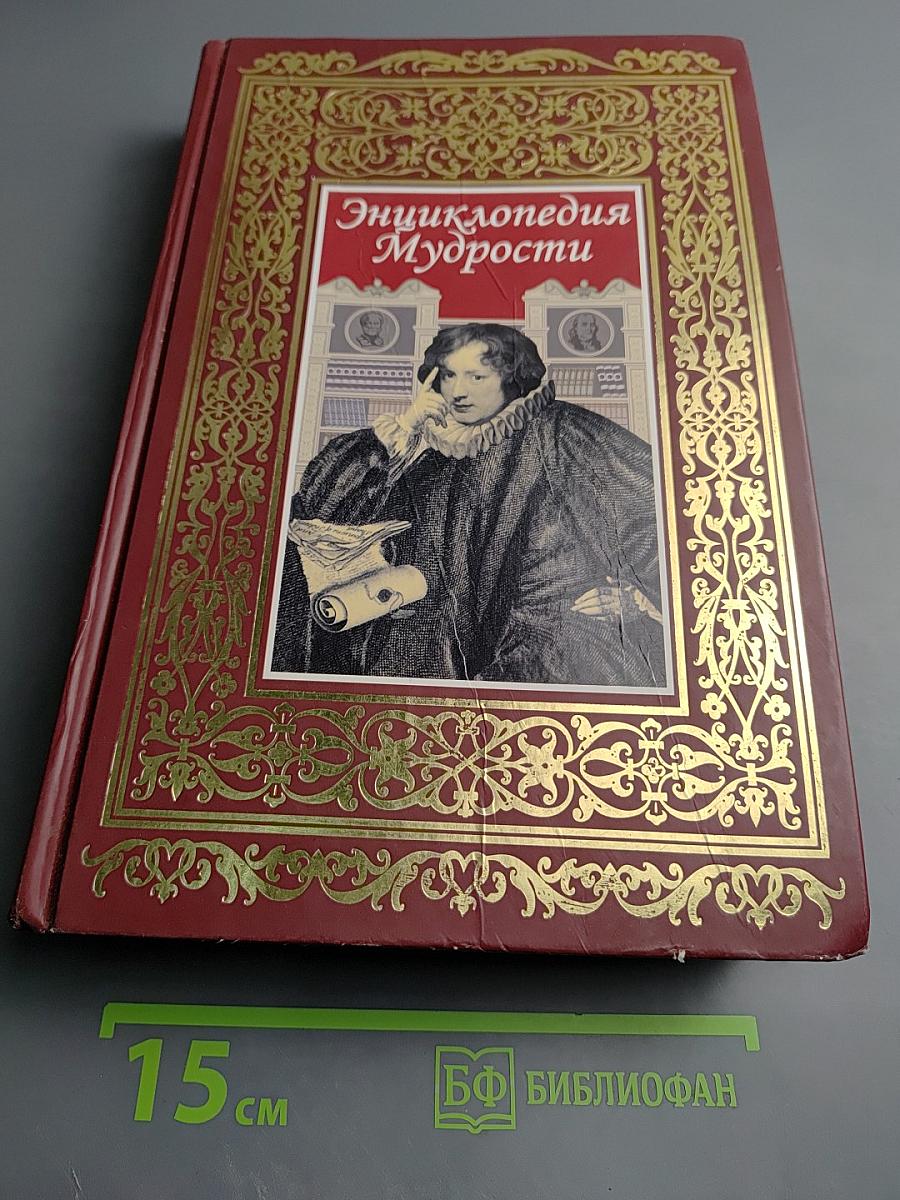 Энциклопедия
Мудрости
15 см
БФ БИБЛИОФАН